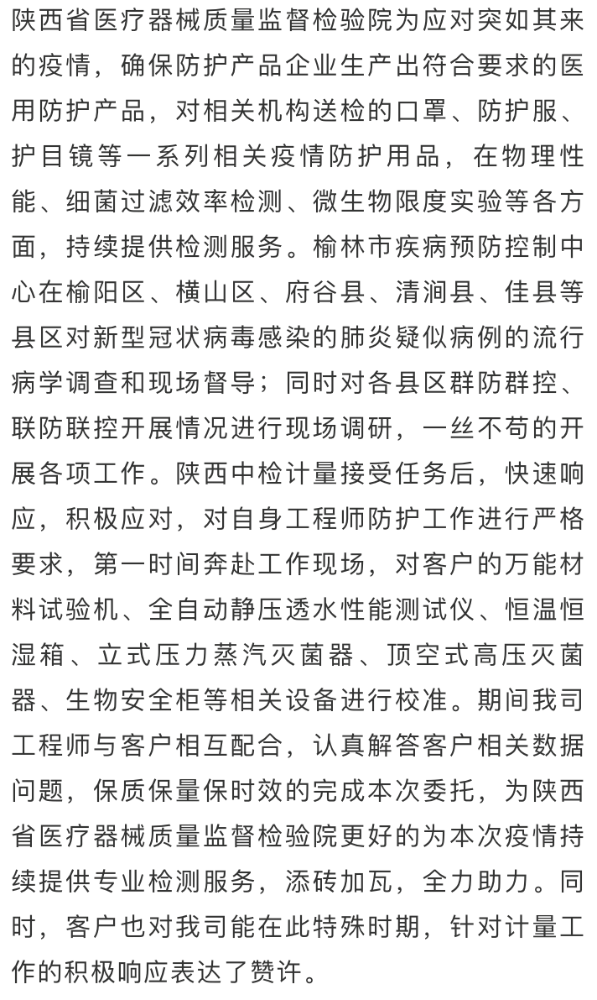 陕西省医疗器械质量监督检验院为应对突如其来
的疫情，确保防护产品企业生产出符合要求的医
用防护产品，对相关机构送检的口罩、防护服、
护目镜等一系列相关疫情防护用品，在物理性
能、细菌过滤效率检测、微生物限度实验等各方
面，持续提供检测服务。榆林市疾病预防控制中
心在榆阳区、横山区、府谷县、清涧县、佳县等
县区对新型冠状病毒感染的肺炎疑似病例的流行
病学调查和现场督导；同时对各县区群防群控、
联防联控开展情况进行现场调研，一丝不苟的开
展各项工作。陕西中检计量接受任务后，快速响
应，积极应对，对自身工程师防护工作进行严格
要求，第一时间奔赴工作现场，对客户的万能材
料试验机、全自动静压透水性能测试仪、恒温恒
湿箱、立式压力蒸汽灭菌器、顶空式高压灭菌
器、生物安全柜等相关设备进行校准。期间我司
工程师与客户相互配合，认真解答客户相关数据
问题，保质保量保时效的完成本次委托，为陕西
省医疗器械质量监督检验院更好的为本次疫情持
续提供专业检测服务，添砖加瓦，全力助力。同
时，客户也对我司能在此特殊时期，针对计量工
作的积极响应表达了赞许。